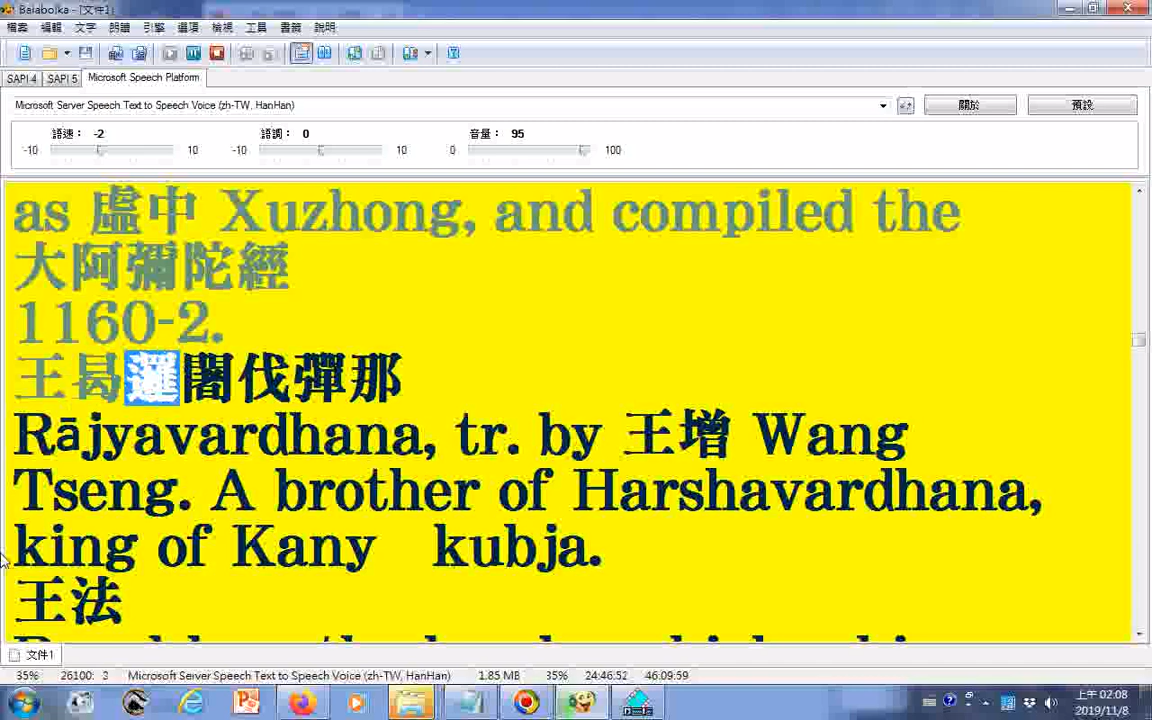 Balabolka - [文件1]
檔案 編輯 文字 朗讀 引擎 選項 檢視 工具 書籤 說明
SAPI 4 SAPI 5 Microsoft Speech Platform
Microsoft Server Speech Text to Speech Voice (zh-TW, HanHan) 關於 預設
語速： -2 語調： 0 音量： 95
-10 10 -10 10 0 100
as 虛中 Xuzhong, and compiled the
大阿彌陀經
1160-2.
王曷邏闍伐彈那
Rājyavardhana, tr. by 王增 Wang
Tseng. A brother of Harshavardhana,
king of Kany kubja.
王法
文件1
35% 26100: 3 Microsoft Server Speech Text to Speech Voice (zh-TW, HanHan) 1.85 MB 35% 24:46:52 46:09:59
上午 02:08
2019/11/8